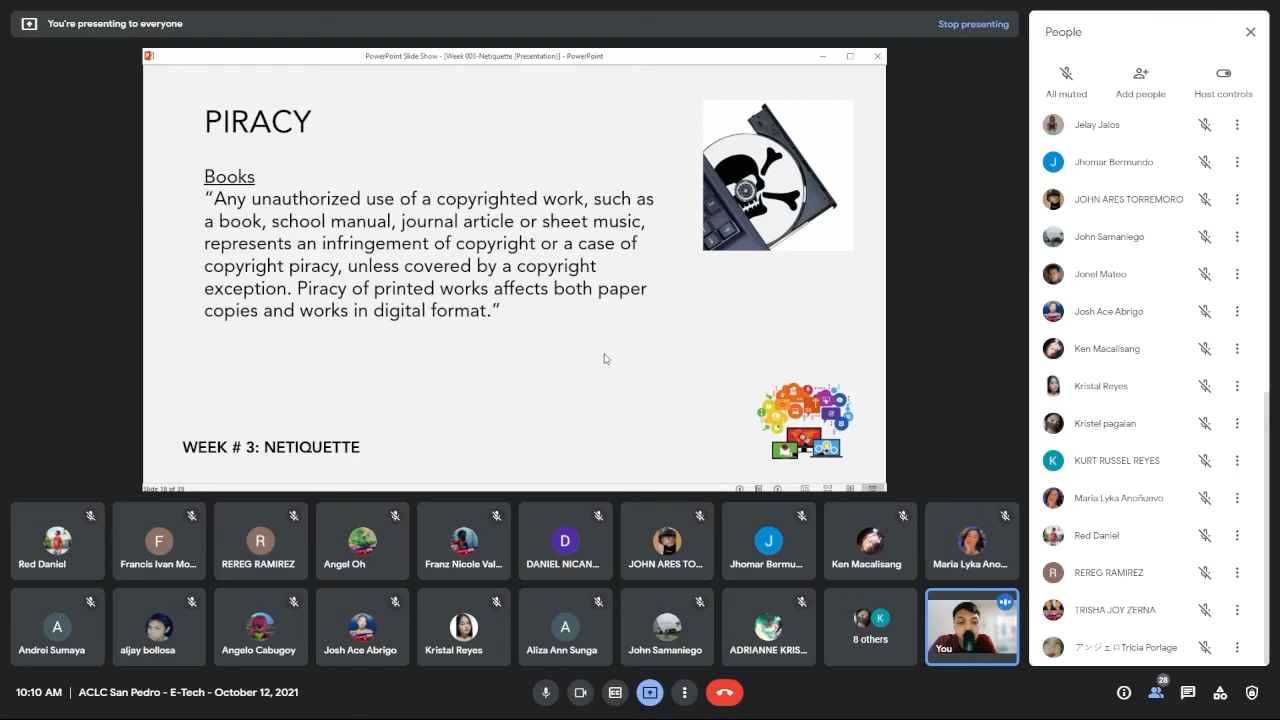 You're presenting to everyone
Stop presenting
PowerPoint Slide Show - [Week 003-Netiquette (Presentation)] - PowerPoint
PIRACY
Books
“Any unauthorized use of a copyrighted work, such as
a book, school manual, journal article or sheet music,
represents an infringement of copyright or a case of
copyright piracy, unless covered by a copyright
exception. Piracy of printed works affects both paper
copies and works in digital format.”
WEEK # 3: NETIQUETTE
Slide 18 of 39
Red Daniel
Francis Ivan Mo...
REREG RAMIREZ
Angel Oh
Franz Nicole Val...
DANIEL NICAN...
JOHN ARES TO...
Jhomar Bermu...
Ken Macalisang
Maria Lyka Ano...
A
Andrei Sumaya
aljay bollosa
Angelo Cabugoy
Josh Ace Abrigo
Kristal Reyes
A
Aliza Ann Sunga
John Samaniego
ADRIANNE KRIS...
K
8 others
You
F
R
D
J
10:10 AM | ACLC San Pedro - E-Tech - October 12, 2021
28
People
All muted
Add people
Host controls
Jelay Jalos
J
Jhomar Bermundo
JOHN ARES TORREMORO
John Samaniego
Jonel Mateo
Josh Ace Abrigo
Ken Macalisang
Kristal Reyes
Kristel pagalan
K
KURT RUSSEL REYES
Maria Lyka Anoñuevo
Red Daniel
R
REREG RAMIREZ
TRISHA JOY ZERNA
アンジェロTricia Porlage